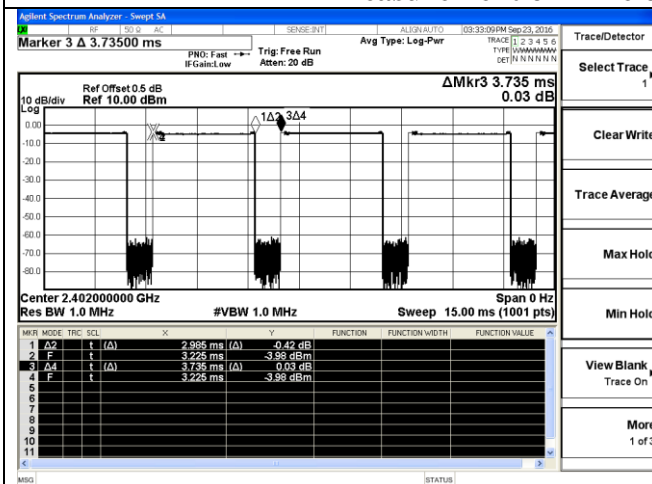 Agilent Spectrum Analyzer - Swept SA
RF 50 Ω AC SENSE:INT ALIGNAUTO 03:33:09 PM Sep 23, 2016
Marker 3 Δ 3.73500 ms
PNO: Fast
IFGain:Low
Trig: Free Run
Atten: 20 dB
Avg Type: Log-Pwr
TRACE 1 2 3 4 5 6
TYPE
DET N N N N N N
Ref Offset 0.5 dB
Ref 10.00 dBm
10 dB/div
Log
ΔMkr3 3.735 ms
0.03 dB
1Δ2 3Δ4
0.00
-10.0
-20.0
-30.0
-40.0
-50.0
-60.0
-70.0
-80.0
Center 2.402000000 GHz
Span 0 Hz
Res BW 1.0 MHz
#VBW 1.0 MHz
Sweep 15.00 ms (1001 pts)
MKR MODE TRC SCL X Y FUNCTION FUNCTION WIDTH FUNCTION VALUE
1 Δ2 t (Δ) 2.985 ms (Δ) -0.42 dB
2 F t 3.225 ms -3.98 dBm
3 Δ4 t (Δ) 3.735 ms (Δ) 0.03 dB
4 F t 3.225 ms -3.98 dBm
5
6
7
8
9
10
11
MSG
STATUS
Trace/Detector
Select Trace
1
Clear Write
Trace Average
Max Hold
Min Hold
View Blank
Trace On
More
1 of 3